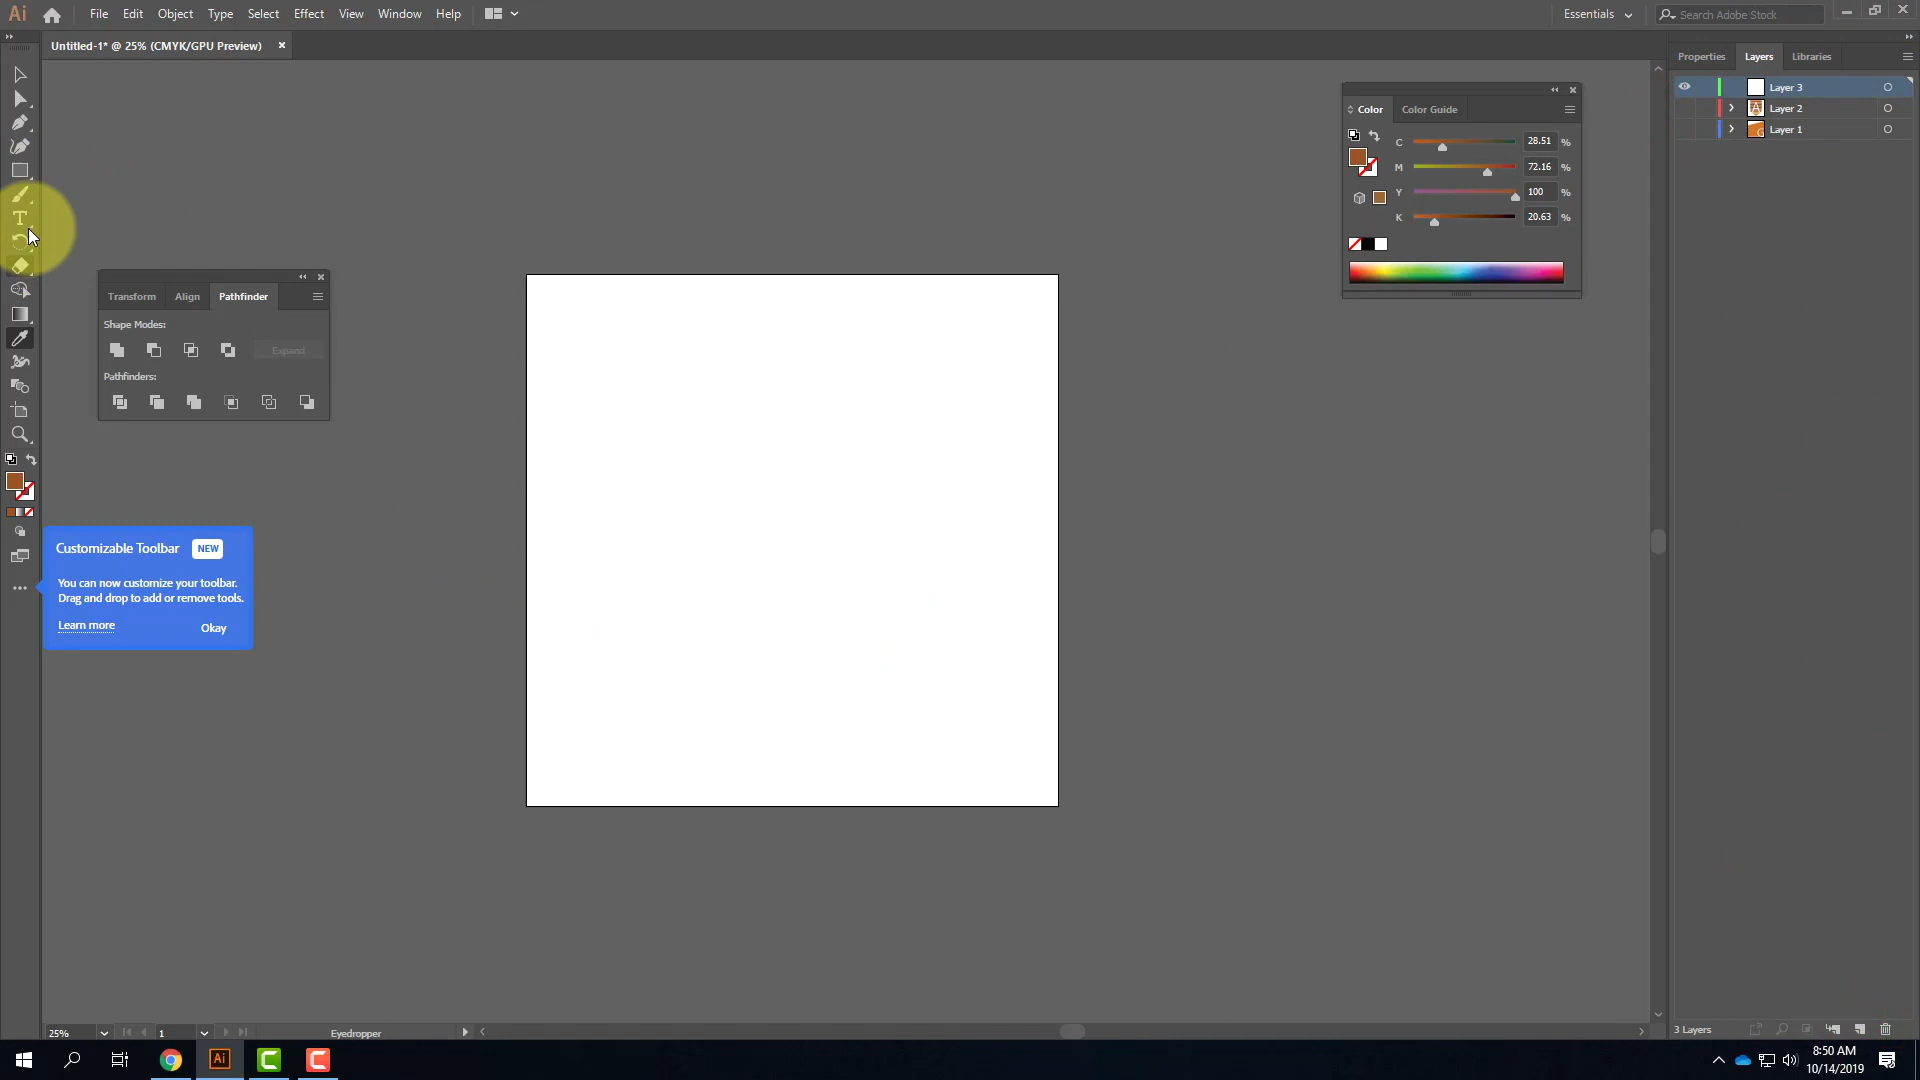 Ai File Edit Object Type Select Effect View Window Help Essentials Search Adobe Stock
Untitled-1* @ 25% (CMYK/GPU Preview)
Properties Layers Libraries
Layer 3
Layer 2
Layer 1
Color Color Guide
C 28.51 %
M 72.16 %
Y 100 %
K 20.63 %
Transform Align Pathfinder
Shape Modes:
Expand
Pathfinders:
Customizable Toolbar NEW
You can now customize your toolbar.
Drag and drop to add or remove tools.
Learn more Okay
25% 1 Eyedropper
3 Layers
Ai
8:50 AM
10/14/2019